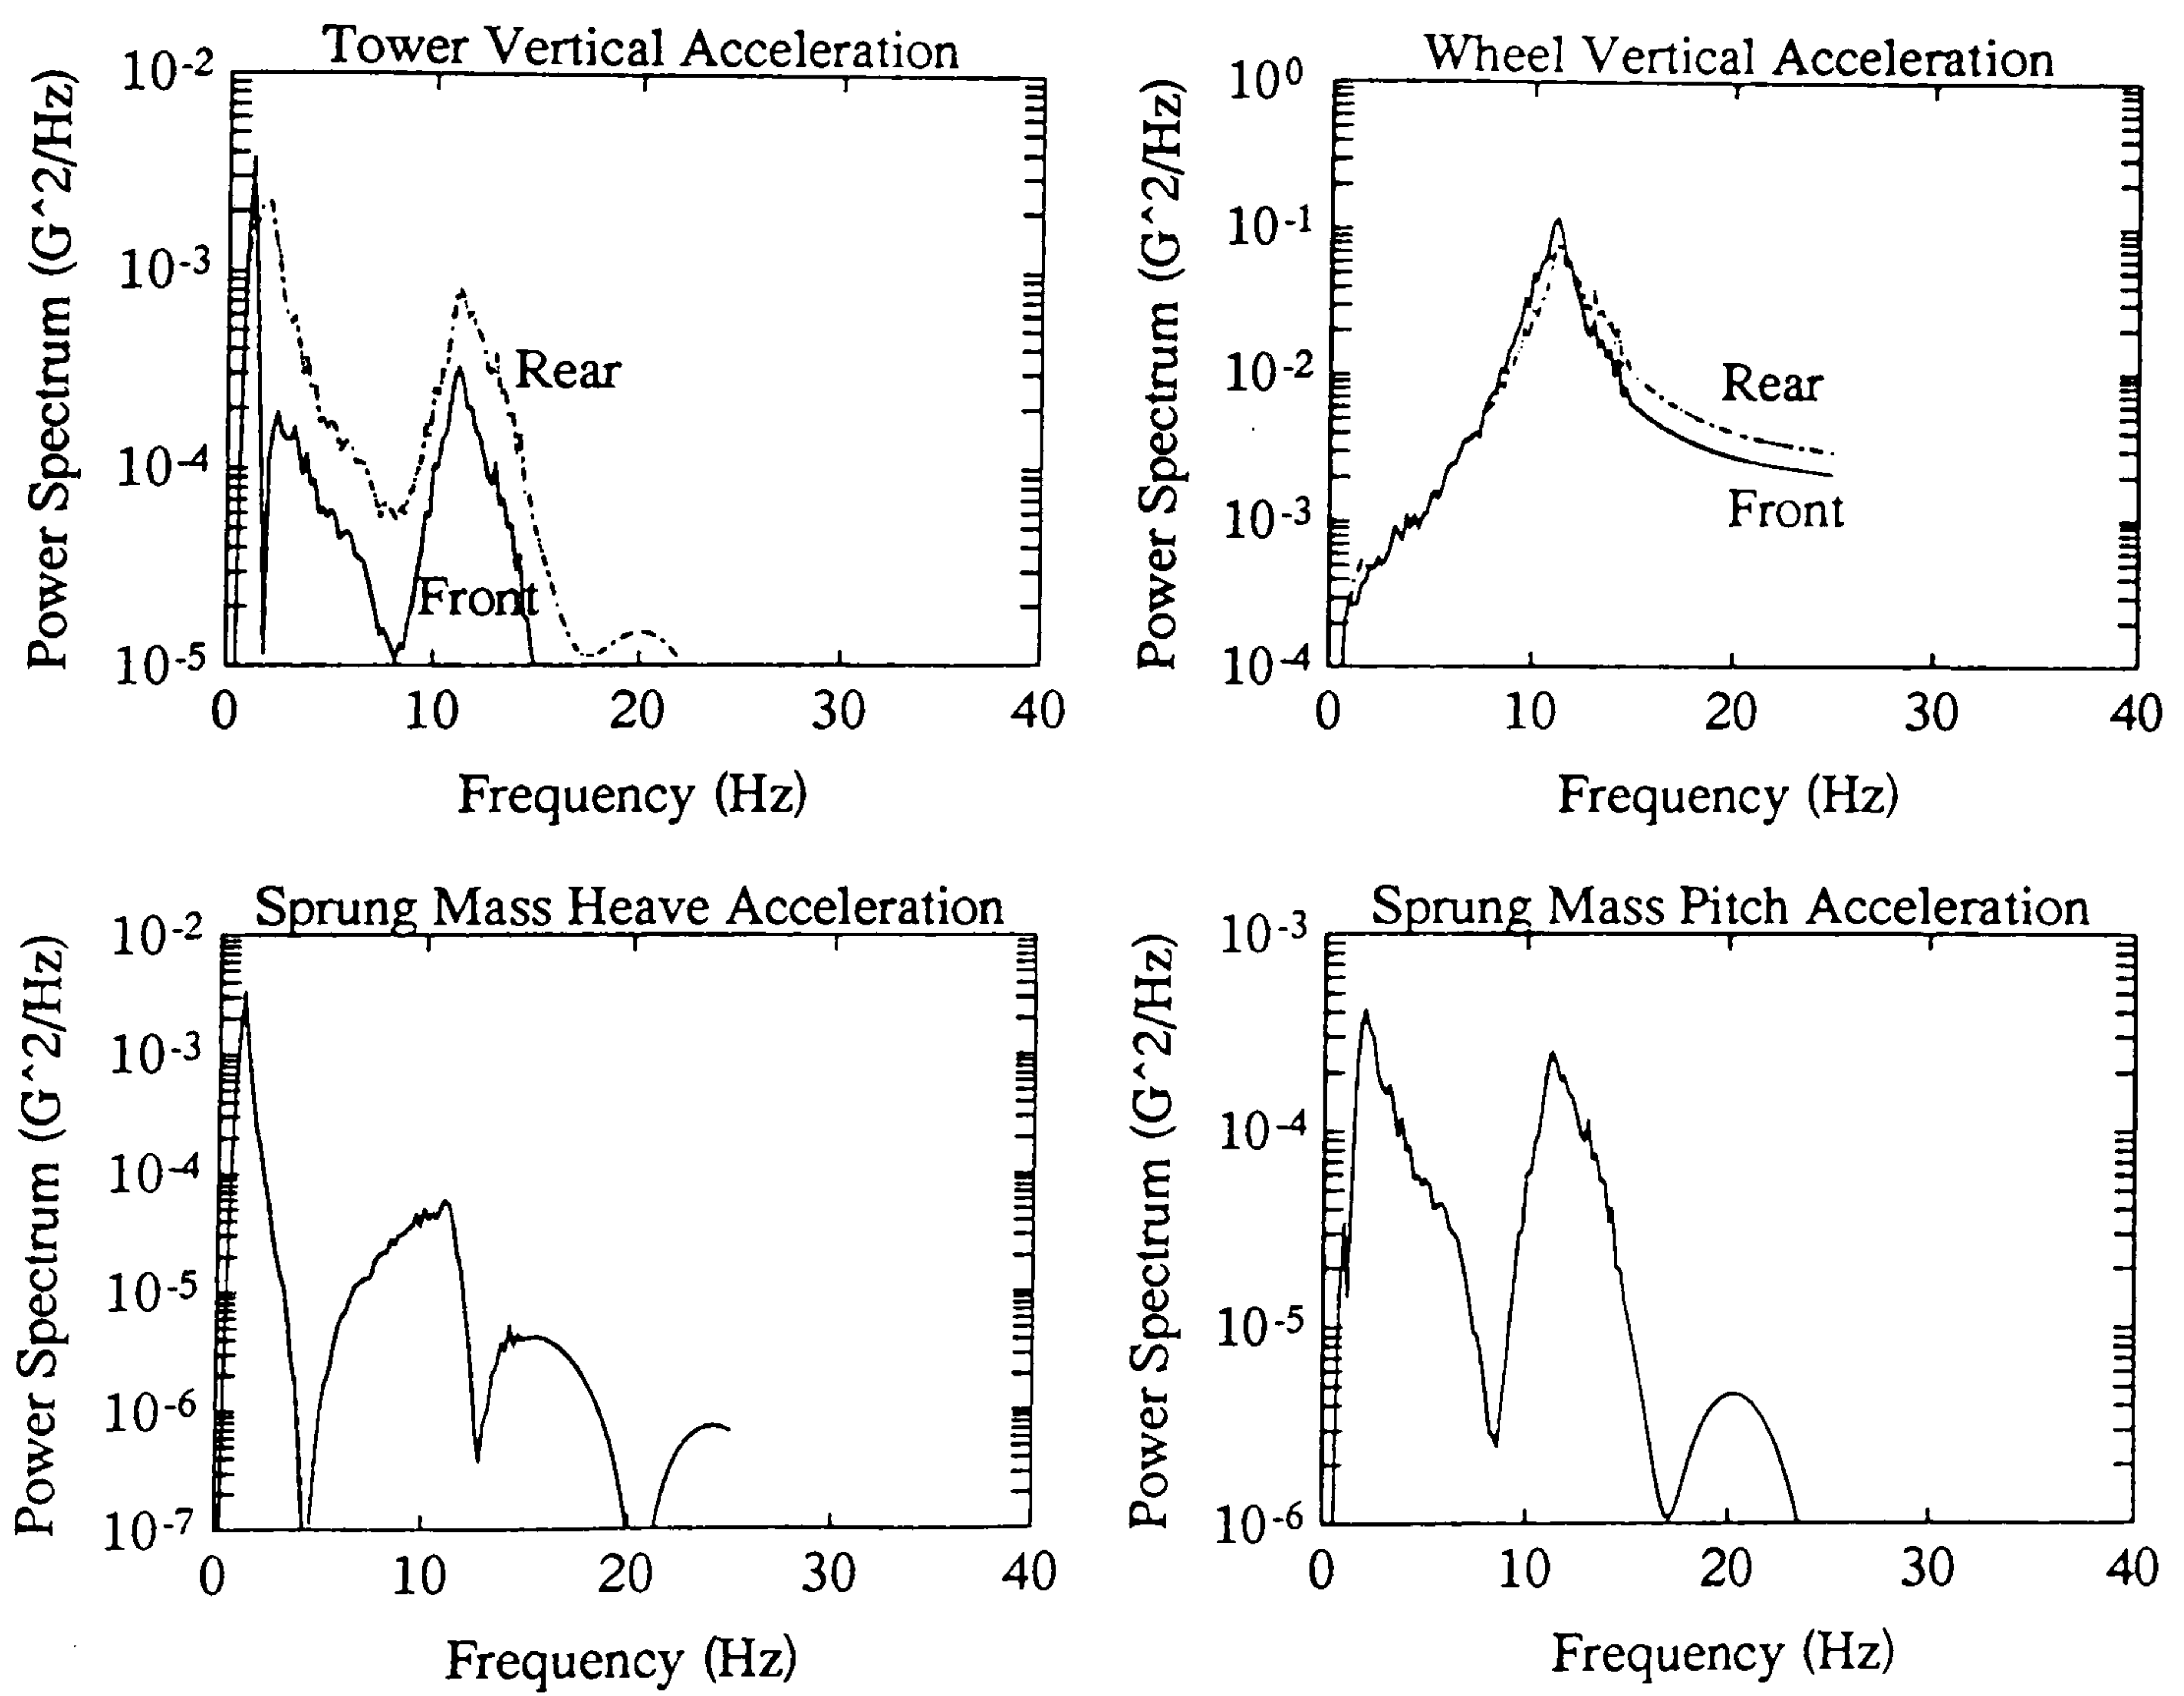 Tower Vertical Acceleration
Power Spectrum (G^2/Hz)
10-2
10-3
10-4
10-5
Rear
Front
0 10 20 30 40
Frequency (Hz)
Wheel Vertical Acceleration
Power Spectrum (G^2/Hz)
100
10-1
10-2
10-3
10-4
Rear
Front
0 10 20 30 40
Frequency (Hz)
Sprung Mass Heave Acceleration
Power Spectrum (G^2/Hz)
10-2
10-3
10-4
10-5
10-6
10-7
0 10 20 30 40
Frequency (Hz)
Sprung Mass Pitch Acceleration
Power Spectrum (G^2/Hz)
10-3
10-4
10-5
10-6
0 10 20 30 40
Frequency (Hz)